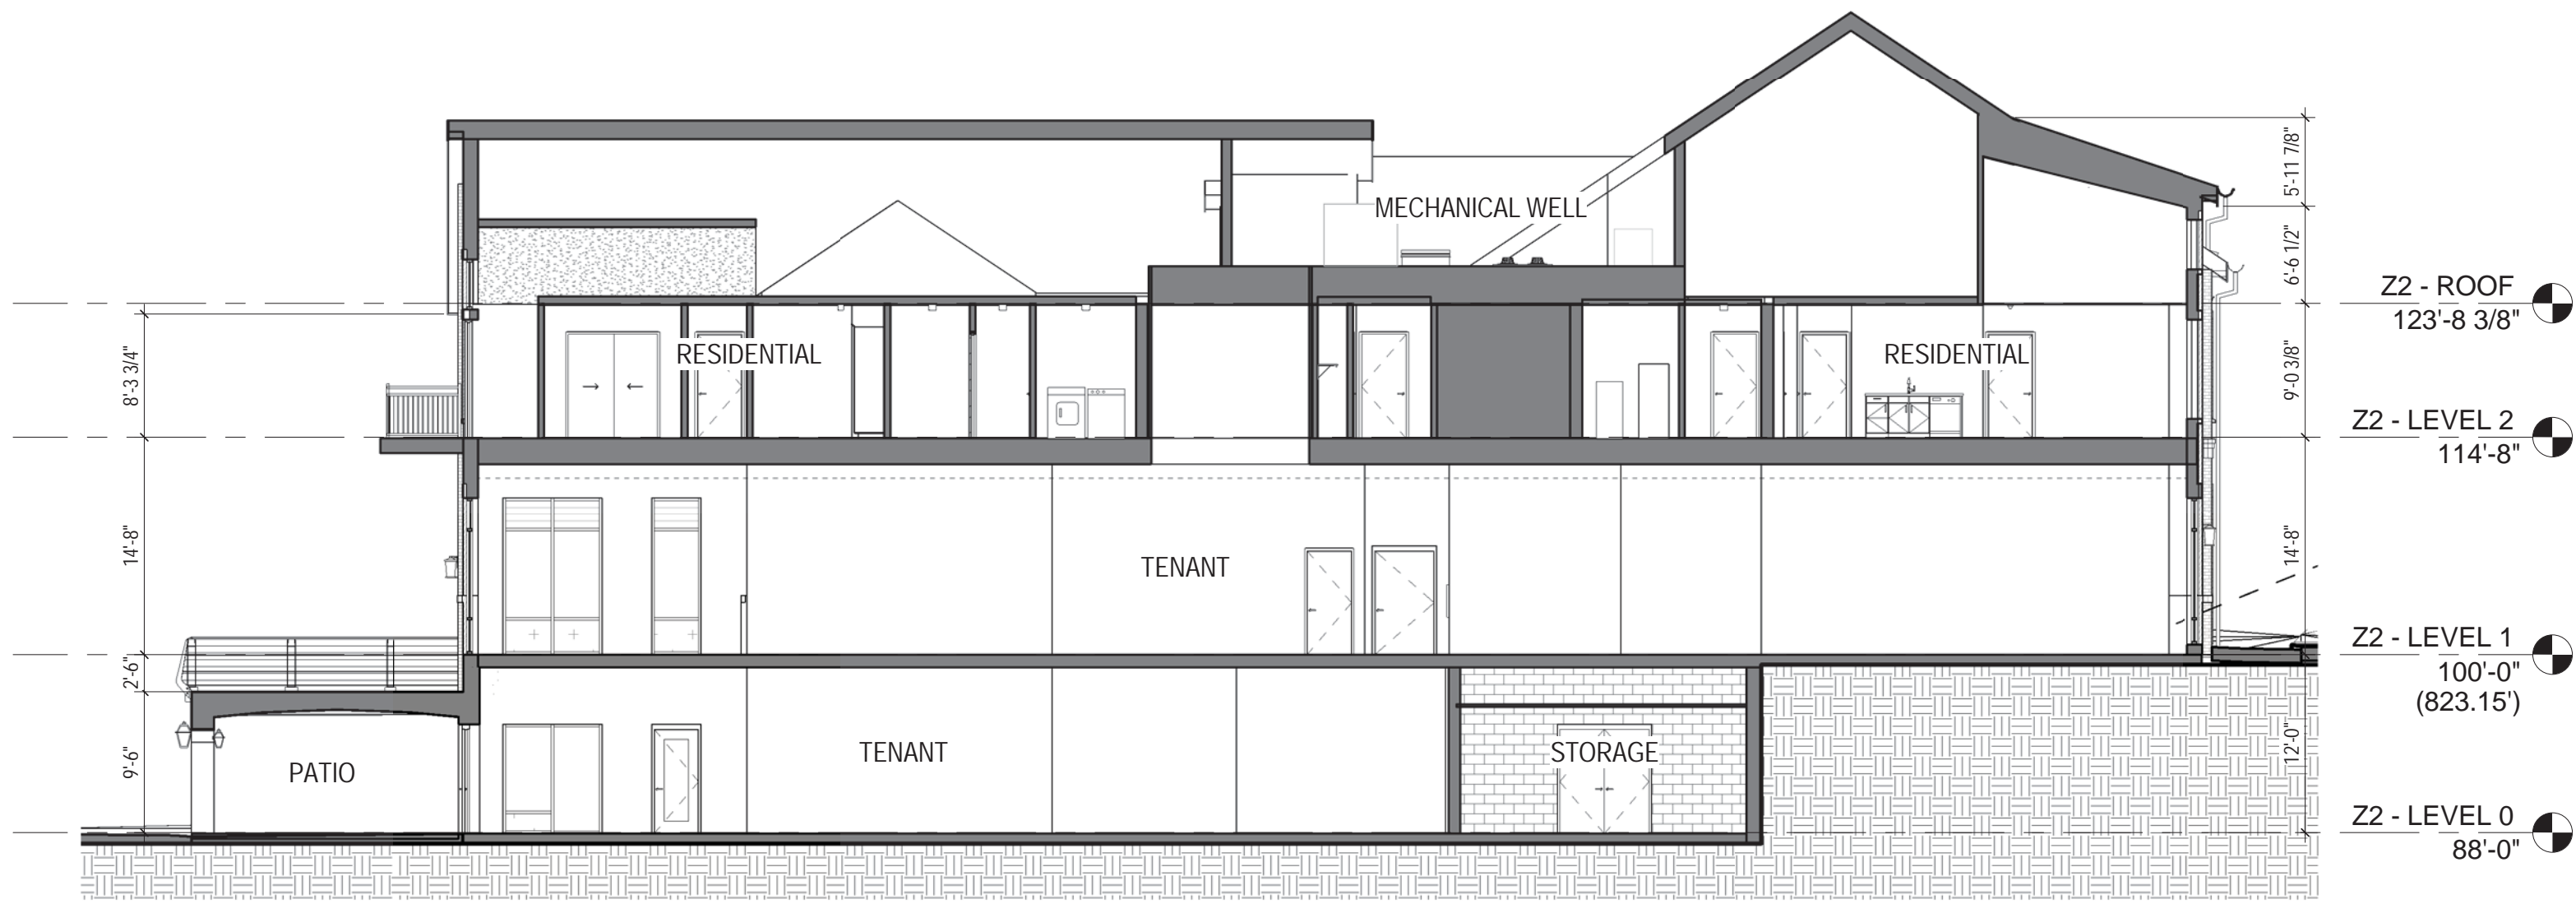 5'-11 7/8"
MECHANICAL WELL
6'-6 1/2"
Z2 - ROOF
123'-8 3/8"
8'-3 3/4"
RESIDENTIAL
RESIDENTIAL
9'-0 3/8"
Z2 - LEVEL 2
114'-8"
14'-8"
TENANT
14'-8"
2'-6"
Z2 - LEVEL 1
100'-0"
(823.15')
9'-6"
PATIO
TENANT
STORAGE
12'-0"
Z2 - LEVEL 0
88'-0"